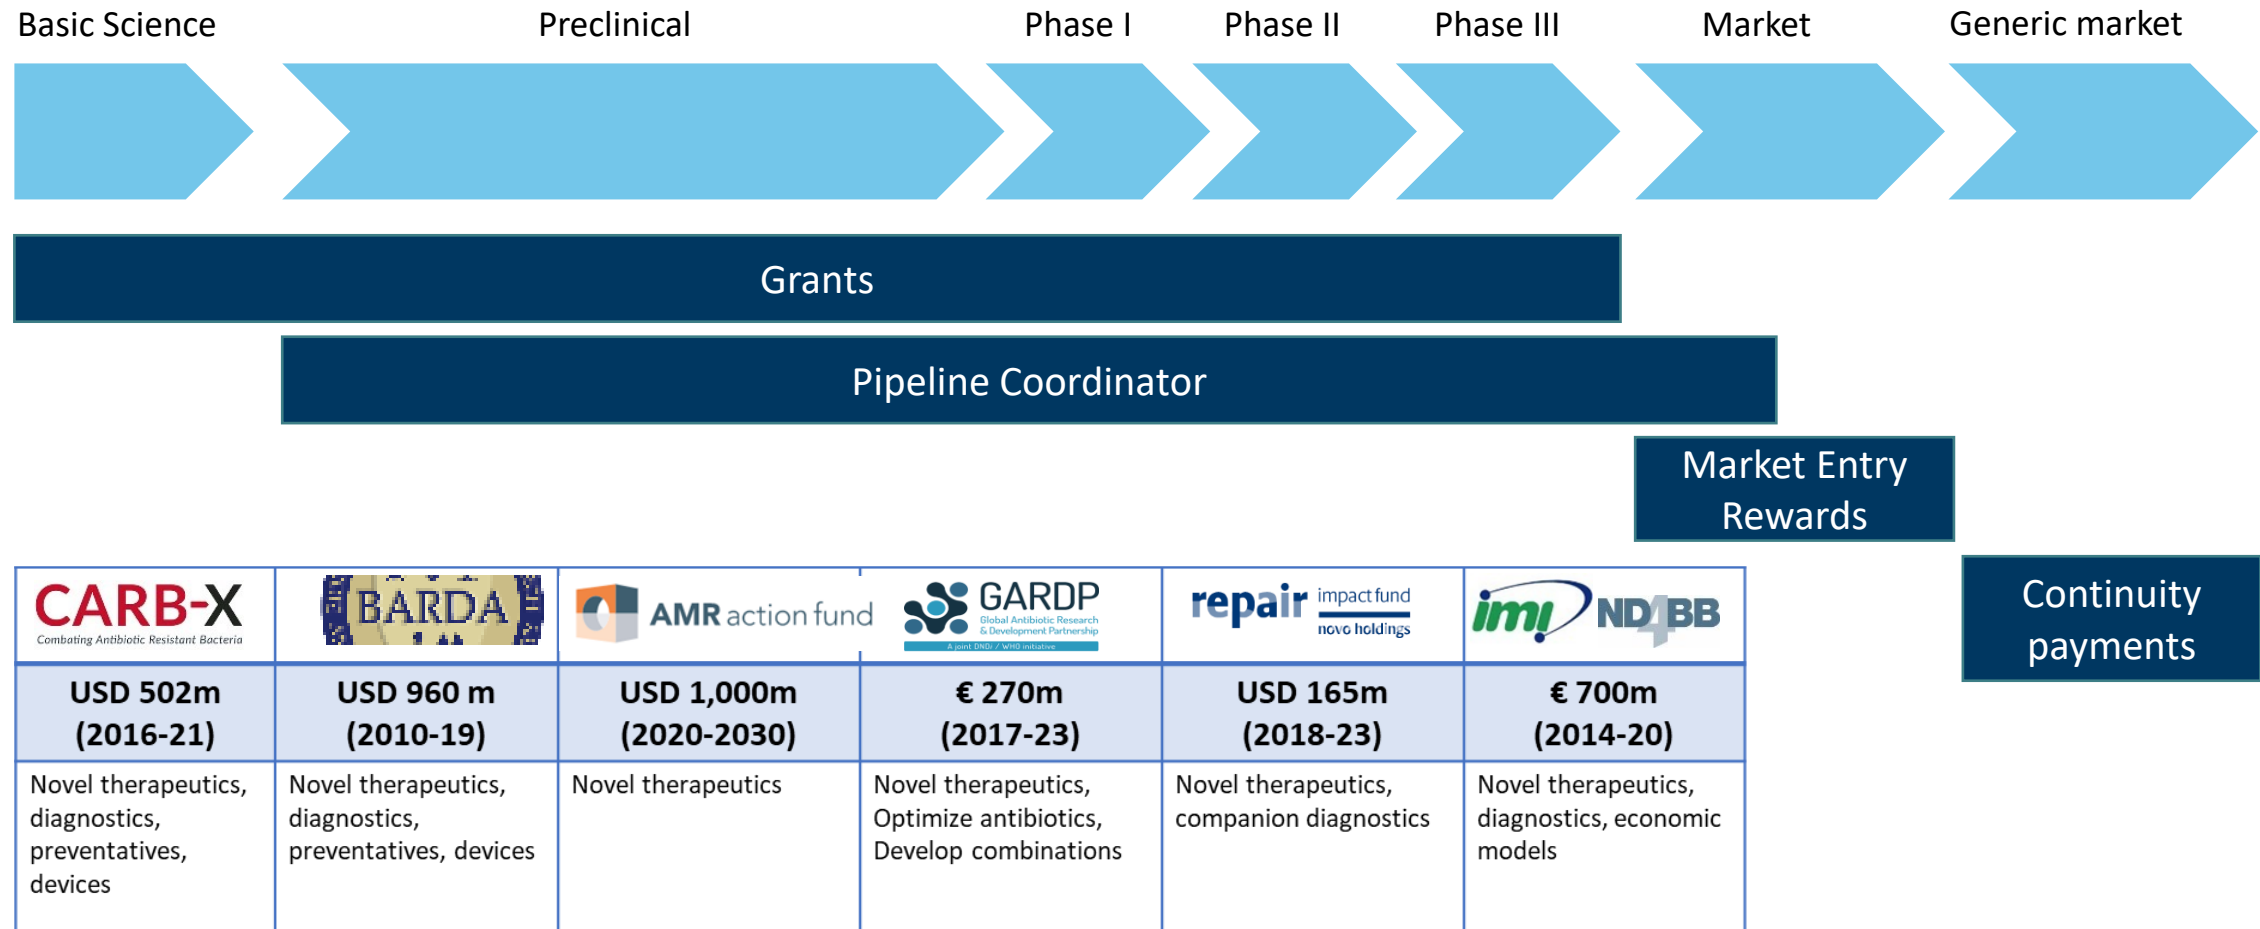 Basic Science
Preclinical
Phase I
Phase II
Phase III
Market
Generic market
Grants
Pipeline Coordinator
Market Entry
Rewards
Continuity
payments
CARB-X
Combating Antibiotic Resistant Bacteria
BARDA
AMR action fund
GARDP
Global Antibiotic Research
& Development Partnership
A joint DNDi / WHO initiative
repair impact fund
novo holdings
imi ND4BB
USD 502m
(2016-21)
USD 960 m
(2010-19)
USD 1,000m
(2020-2030)
€ 270m
(2017-23)
USD 165m
(2018-23)
€ 700m
(2014-20)
Novel therapeutics,
diagnostics,
preventatives,
devices
Novel therapeutics,
diagnostics,
preventatives, devices
Novel therapeutics
Novel therapeutics,
Optimize antibiotics,
Develop combinations
Novel therapeutics,
companion diagnostics
Novel therapeutics,
diagnostics, economic
models